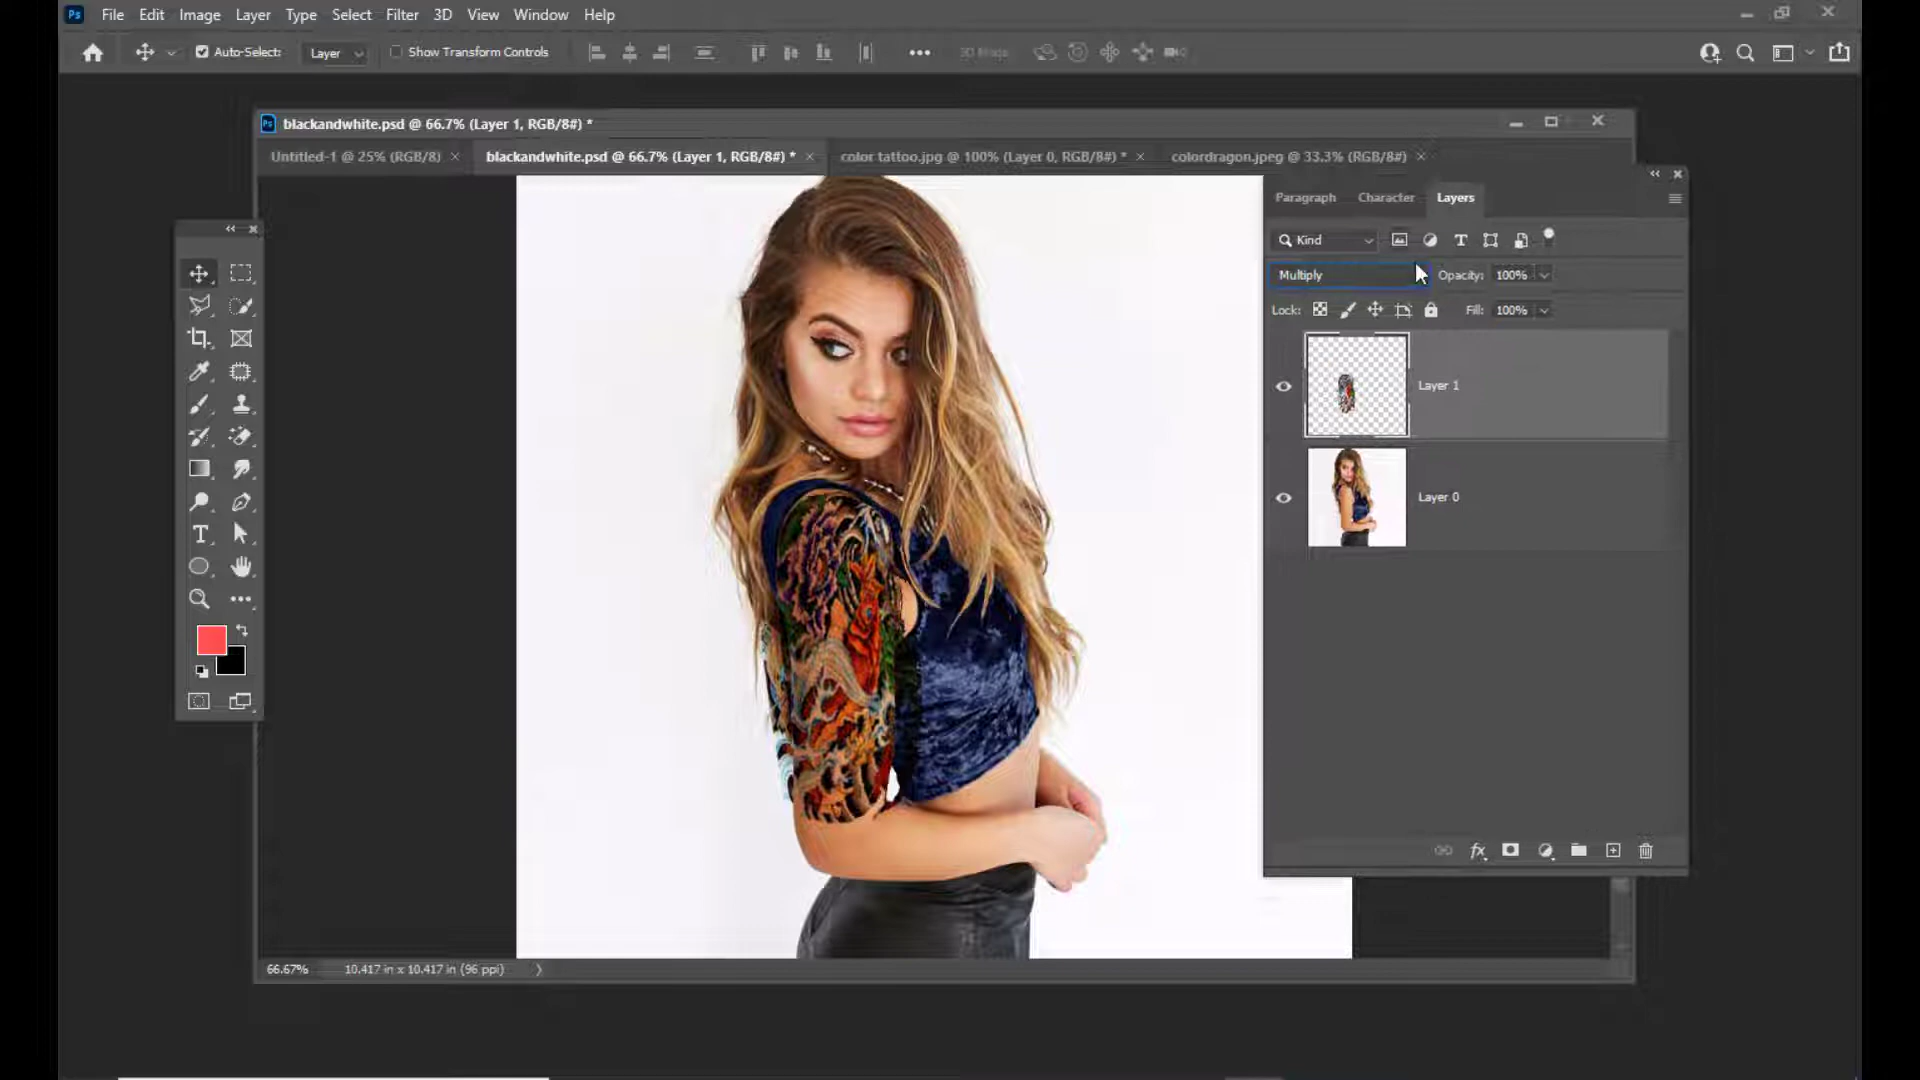 Ps File Edit Image Layer Type Select Filter 3D View Window Help
Auto-Select: Layer Show Transform Controls
Ps blackandwhite.psd @ 66.7% (Layer 1, RGB/8#) *
Untitled-1 @ 25% (RGB/8) blackandwhite.psd @ 66.7% (Layer 1, RGB/8#) * color tattoo.jpg @ 100% (Layer 0, RGB/8#) * colordragon.jpeg @ 33.3% (RGB/8#)
Paragraph Character Layers
Kind
Multiply Opacity: 100%
Lock: Fill: 100%
Layer 1
Layer 0
fx
66.67% 10.417 in x 10.417 in (96 ppi)